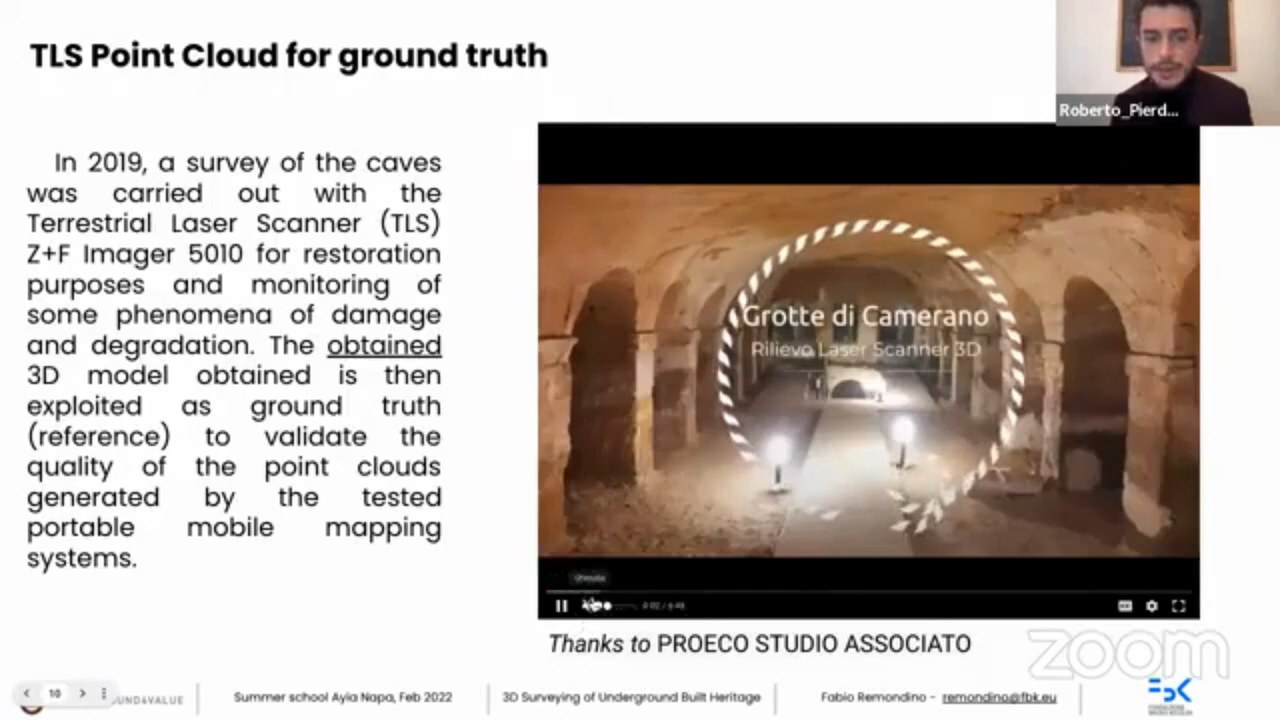 TLS Point Cloud for ground truth
Roberto_Pierd...
In 2019, a survey of the caves
was carried out with the
Terrestrial Laser Scanner (TLS)
Z+F Imager 5010 for restoration
purposes and monitoring of
some phenomena of damage
and degradation. The obtained
3D model obtained is then
exploited as ground truth
(reference) to validate the
quality of the point clouds
generated by the tested
portable mobile mapping
systems.
Grotte di Camerano
Rilievo Laser Scanner 3D
Thanks to PROECO STUDIO ASSOCIATO
zoom
10
Summer school Ayia Napa, Feb 2022
3D Surveying of Underground Built Heritage
Fabio Remondino - remondino@fbk.eu
FBK